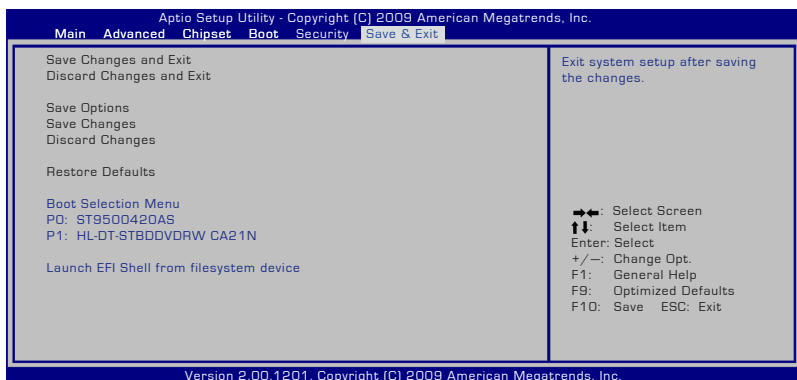 Aptio Setup Utility - Copyright (C) 2009 American Megatrends, Inc.
Main Advanced Chipset Boot Security Save & Exit
Save Changes and Exit
Discard Changes and Exit
Save Options
Save Changes
Discard Changes
Restore Defaults
Boot Selection Menu
P0: ST9500420AS
P1: HL-DT-STBDDVDRW CA21N
Launch EFI Shell from filesystem device
Exit system setup after saving
the changes.
→←: Select Screen
↑↓: Select Item
Enter: Select
+/—: Change Opt.
F1: General Help
F9: Optimized Defaults
F10: Save ESC: Exit
Version 2.00.1201. Copyright (C) 2009 American Megatrends, Inc.